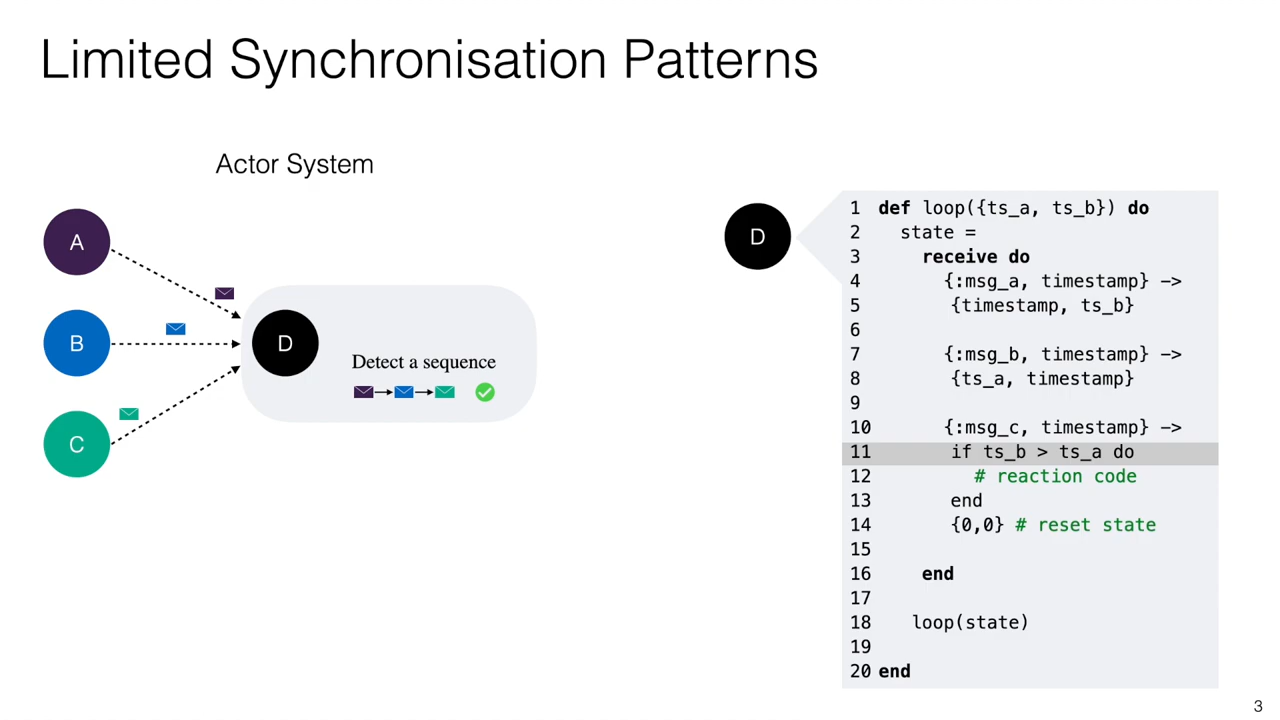 Limited Synchronisation Patterns
Actor System
A
B
C
D
Detect a sequence
D
1 def loop({ts_a, ts_b}) do
2 state =
3 receive do
4 {:msg_a, timestamp} ->
5 {timestamp, ts_b}
6
7 {:msg_b, timestamp} ->
8 {ts_a, timestamp}
9
10 {:msg_c, timestamp} ->
11 if ts_b > ts_a do
12 # reaction code
13 end
14 {0,0} # reset state
15
16 end
17
18 loop(state)
19
20 end
3